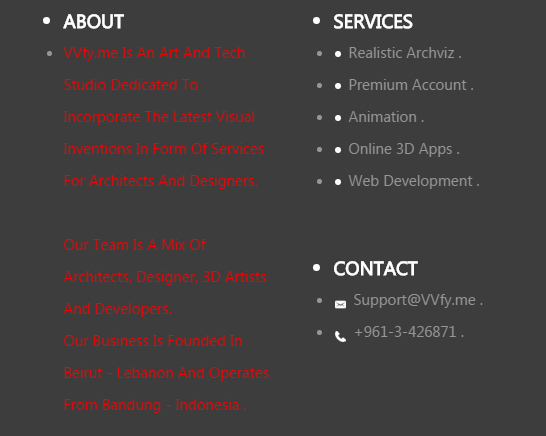 ABOUT
VVfy.me Is An Art And Tech
Studio Dedicated To
Incorporate The Latest Visual
Inventions In Form Of Services
For Architects And Designers.
Our Team Is A Mix Of
Architects, Designer, 3D Artists
And Developers.
Our Business Is Founded In
Beirut - Lebanon And Operates
From Bandung - Indonesia .
SERVICES
Realistic Archviz .
Premium Account .
Animation .
Online 3D Apps .
Web Development .
CONTACT
Support@VVfy.me .
+961-3-426871 .